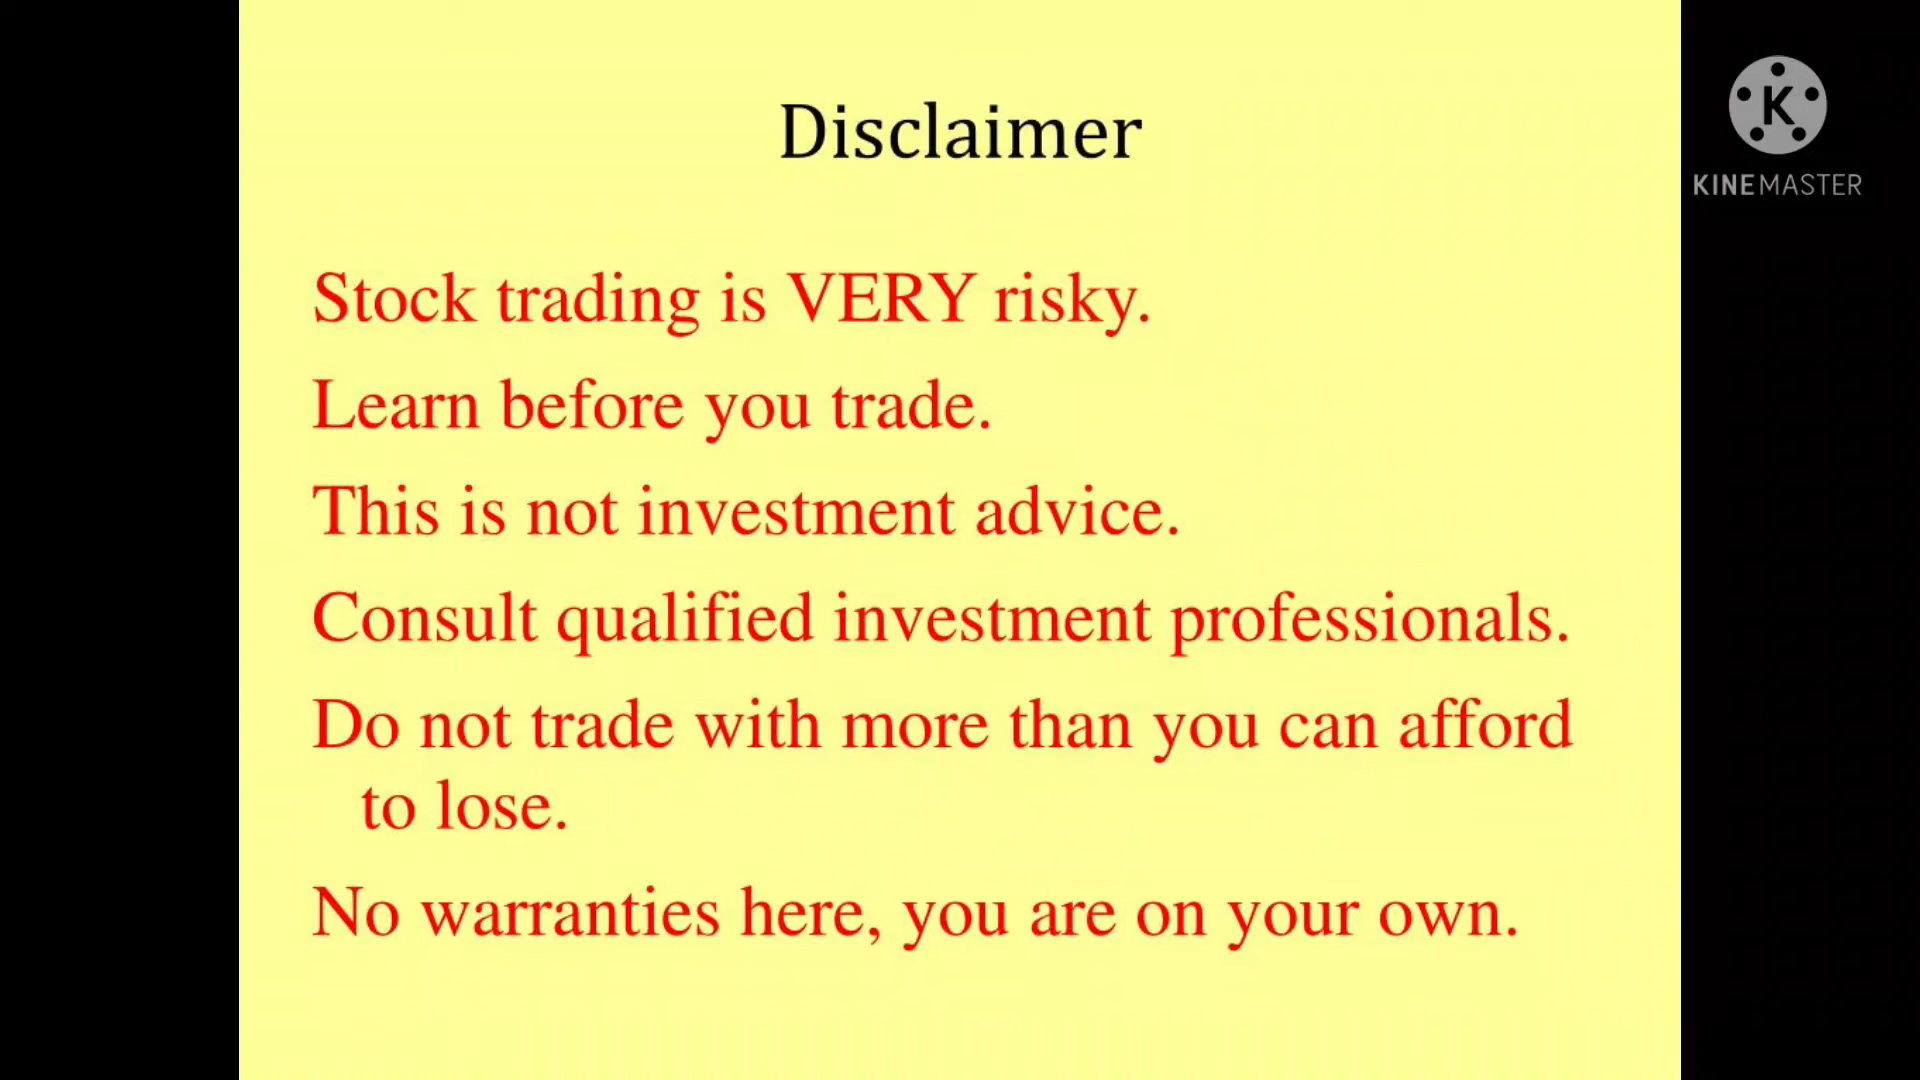 Disclaimer
K
KINEMASTER
Stock trading is VERY risky.
Learn before you trade.
This is not investment advice.
Consult qualified investment professionals.
Do not trade with more than you can afford
to lose.
No warranties here, you are on your own.